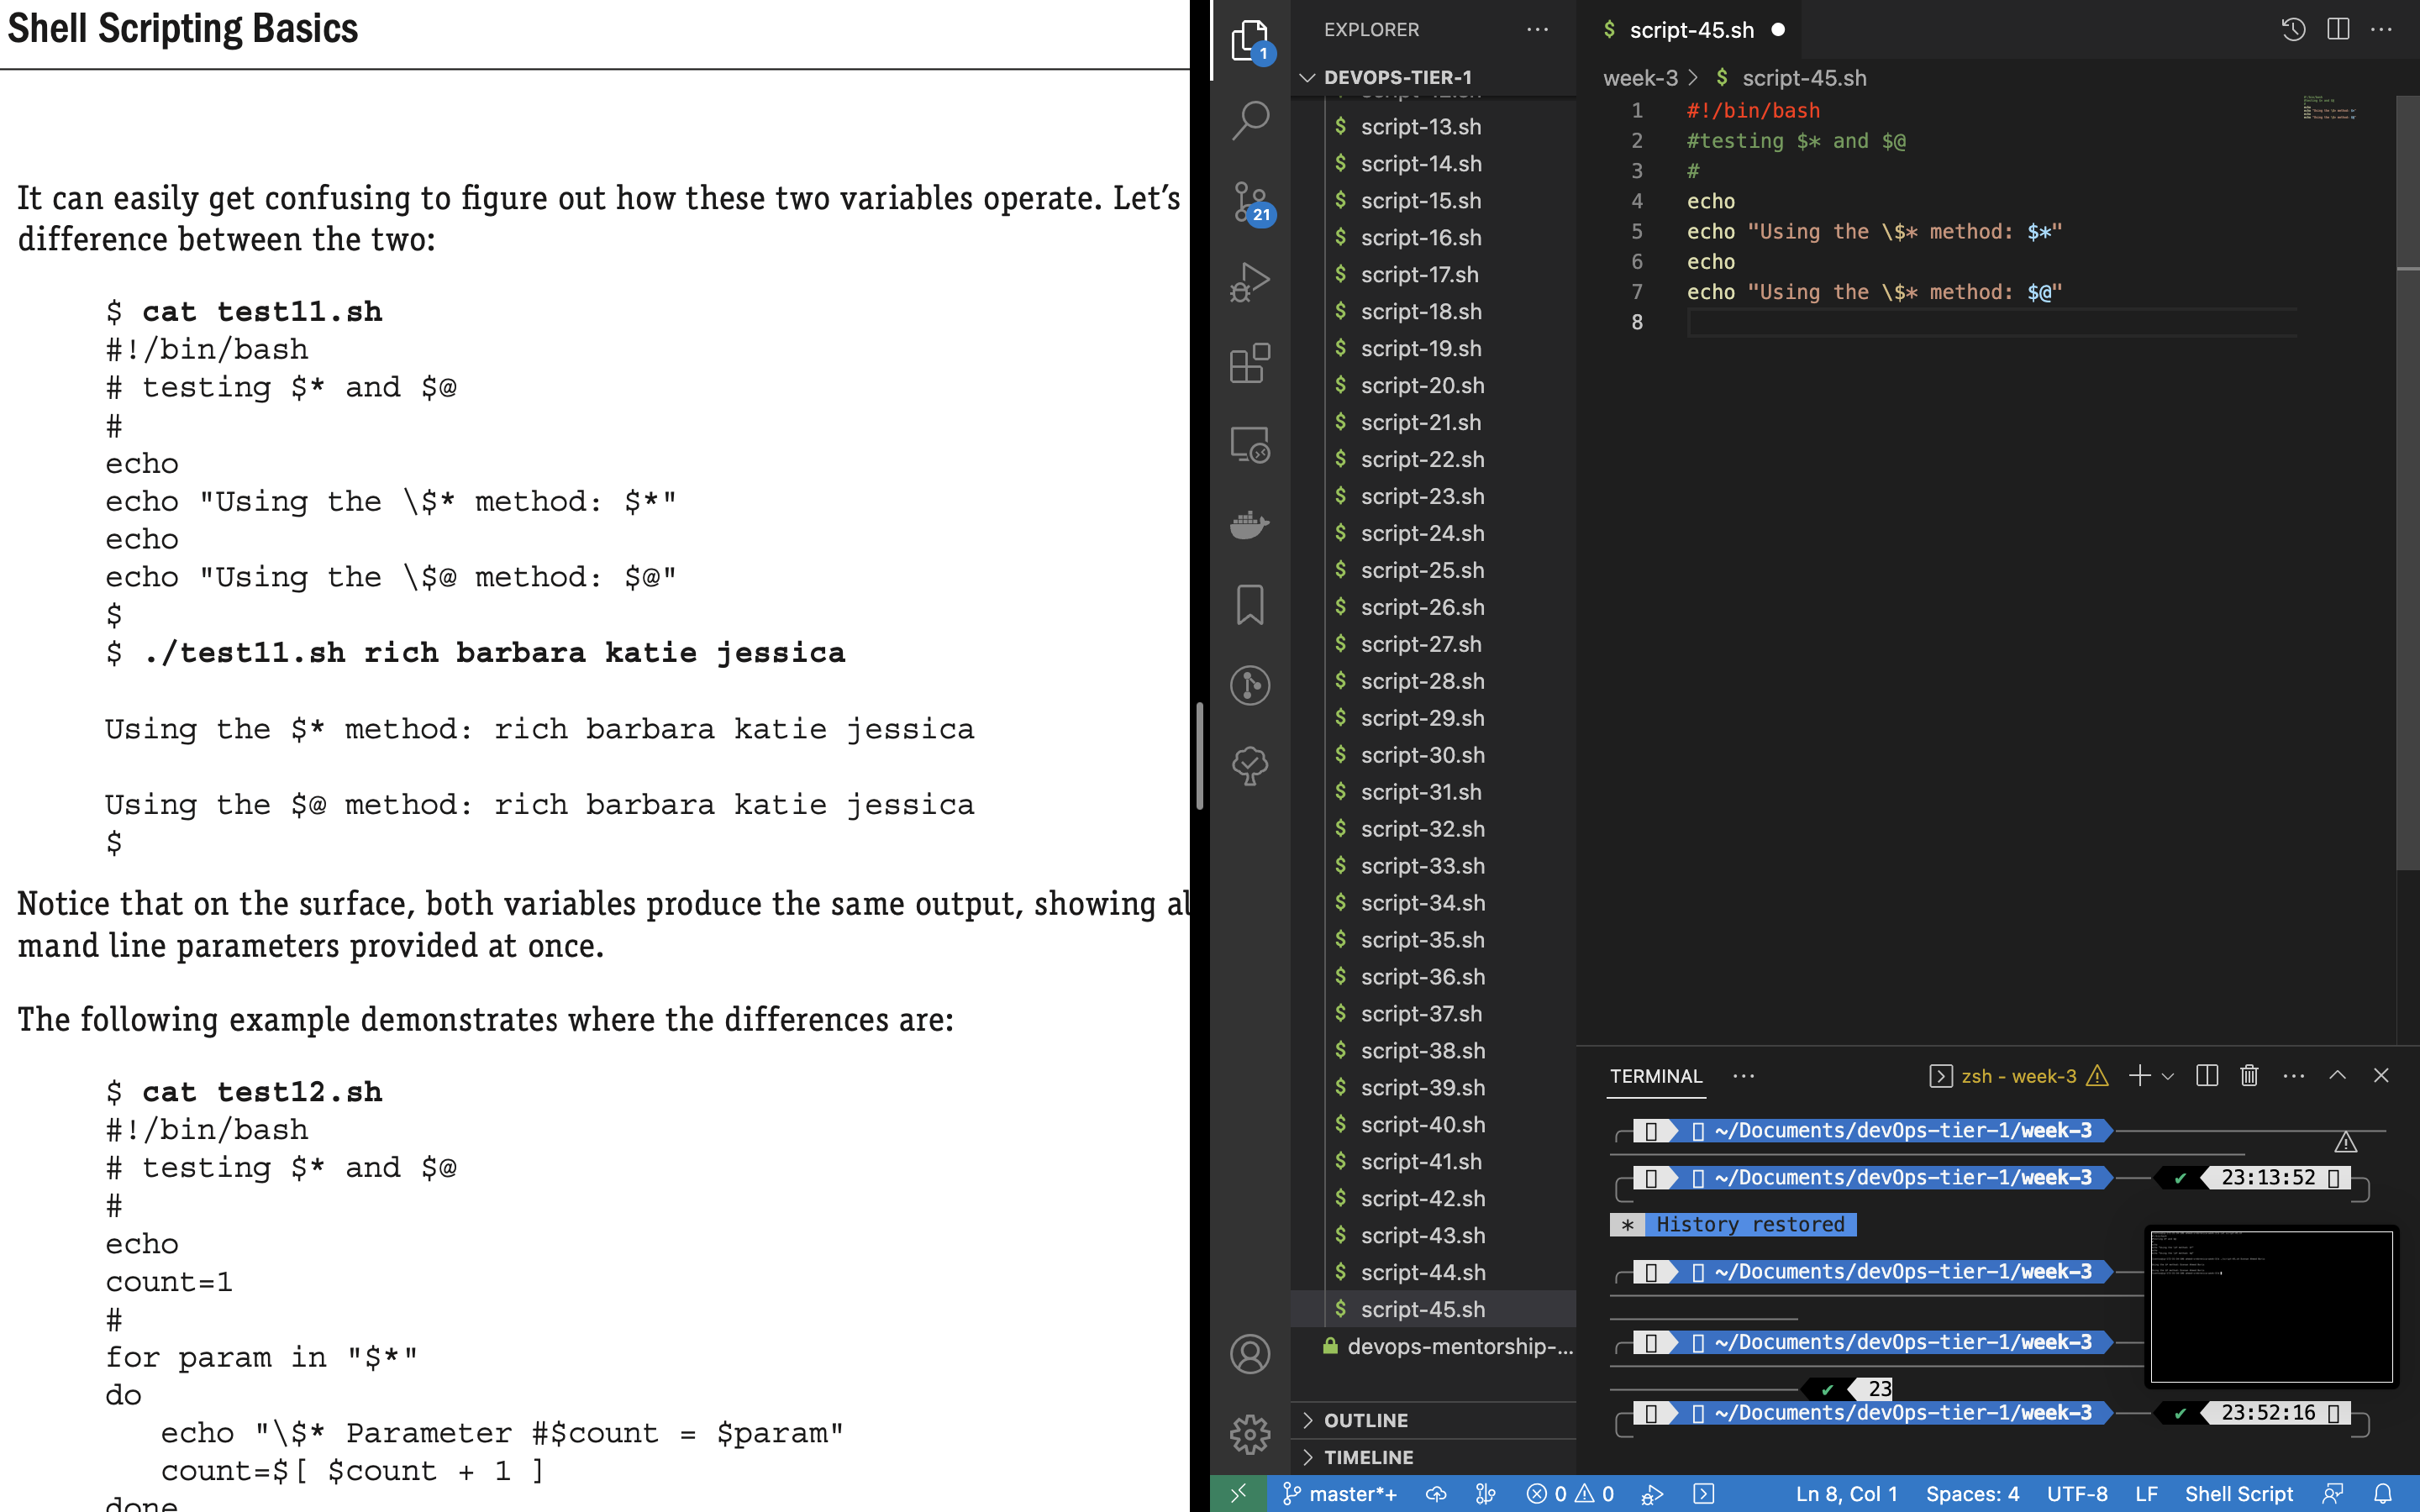 Shell Scripting Basics
It can easily get confusing to figure out how these two variables operate. Let’s
difference between the two:
$ cat test11.sh
#!/bin/bash
# testing $* and $@
#
echo
echo "Using the \$* method: $*"
echo
echo "Using the \$@ method: $@"
$
$ ./test11.sh rich barbara katie jessica
Using the $* method: rich barbara katie jessica
Using the $@ method: rich barbara katie jessica
$
Notice that on the surface, both variables produce the same output, showing al
mand line parameters provided at once.
The following example demonstrates where the differences are:
$ cat test12.sh
#!/bin/bash
# testing $* and $@
#
echo
count=1
#
for param in "$*"
do
echo "\$* Parameter #$count = $param"
count=$[ $count + 1 ]
done
1
21
EXPLORER
DEVOPS-TIER-1
$ script-13.sh
$ script-14.sh
$ script-15.sh
$ script-16.sh
$ script-17.sh
$ script-18.sh
$ script-19.sh
$ script-20.sh
$ script-21.sh
$ script-22.sh
$ script-23.sh
$ script-24.sh
$ script-25.sh
$ script-26.sh
$ script-27.sh
$ script-28.sh
$ script-29.sh
$ script-30.sh
$ script-31.sh
$ script-32.sh
$ script-33.sh
$ script-34.sh
$ script-35.sh
$ script-36.sh
$ script-37.sh
$ script-38.sh
$ script-39.sh
$ script-40.sh
$ script-41.sh
$ script-42.sh
$ script-43.sh
$ script-44.sh
$ script-45.sh
devops-mentorship-...
OUTLINE
TIMELINE
$ script-45.sh
week-3 > $ script-45.sh
1 #!/bin/bash
2 #testing $* and $@
3 #
4 echo
5 echo "Using the \$* method: $*"
6 echo
7 echo "Using the \$* method: $@"
8
TERMINAL
zsh - week-3
~/Documents/devOps-tier-1/week-3
~/Documents/devOps-tier-1/week-3 ✔ 23:13:52
* History restored
~/Documents/devOps-tier-1/week-3
~/Documents/devOps-tier-1/week-3
✔ 23
~/Documents/devOps-tier-1/week-3 ✔ 23:52:16
master*+ 0 0 Ln 8, Col 1 Spaces: 4 UTF-8 LF Shell Script